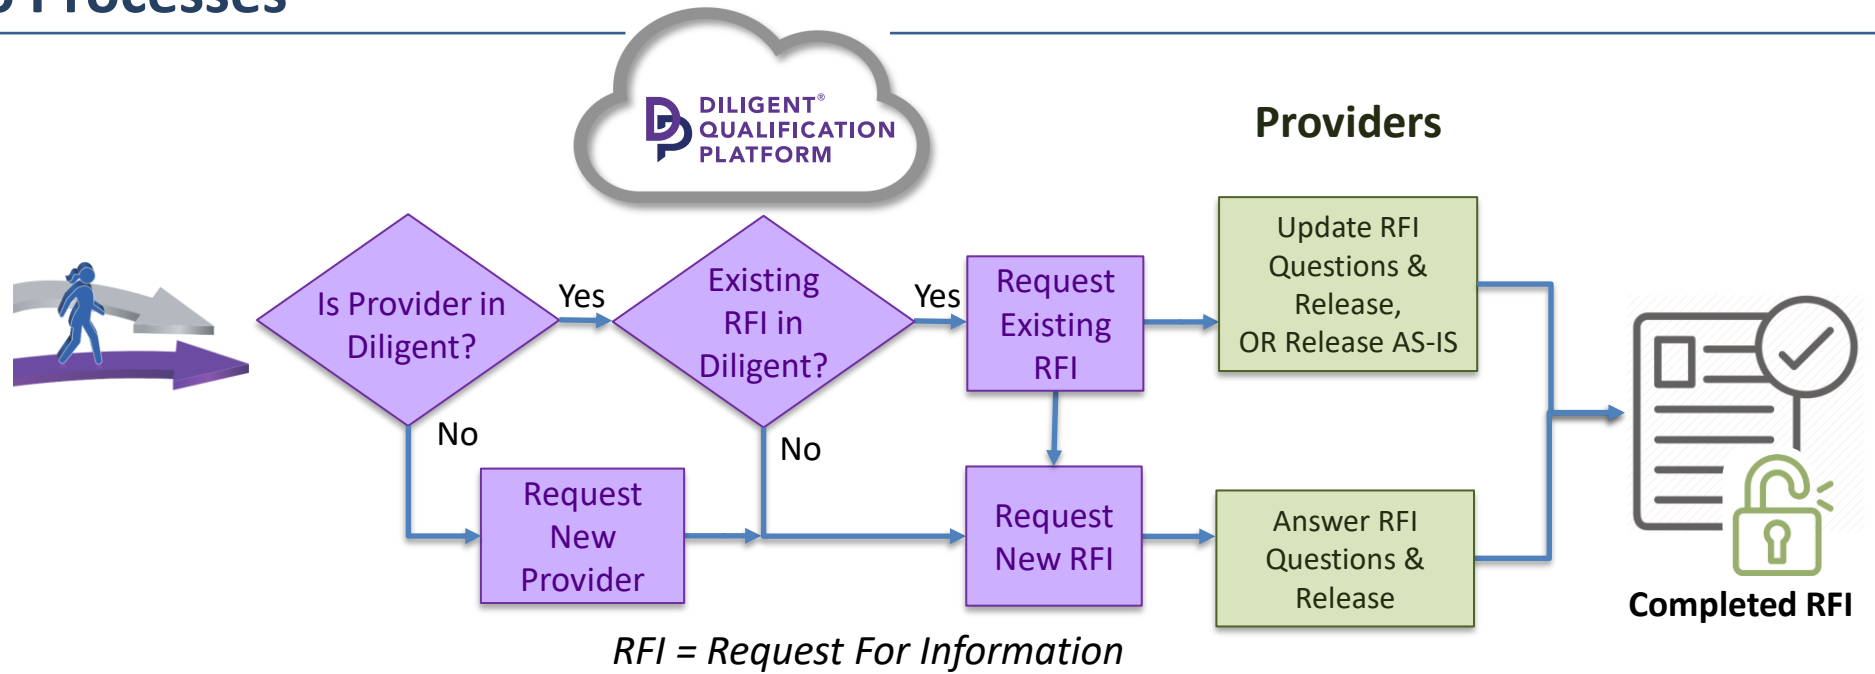 Processes
DILIGENT®
QUALIFICATION
PLATFORM
Providers
Is Provider in
Diligent?
Yes
No
Existing
RFI in
Diligent?
Yes
No
Request
Existing
RFI
Update RFI
Questions &
Release,
OR Release AS-IS
Request
New
Provider
Request
New RFI
Answer RFI
Questions &
Release
Completed RFI
RFI = Request For Information